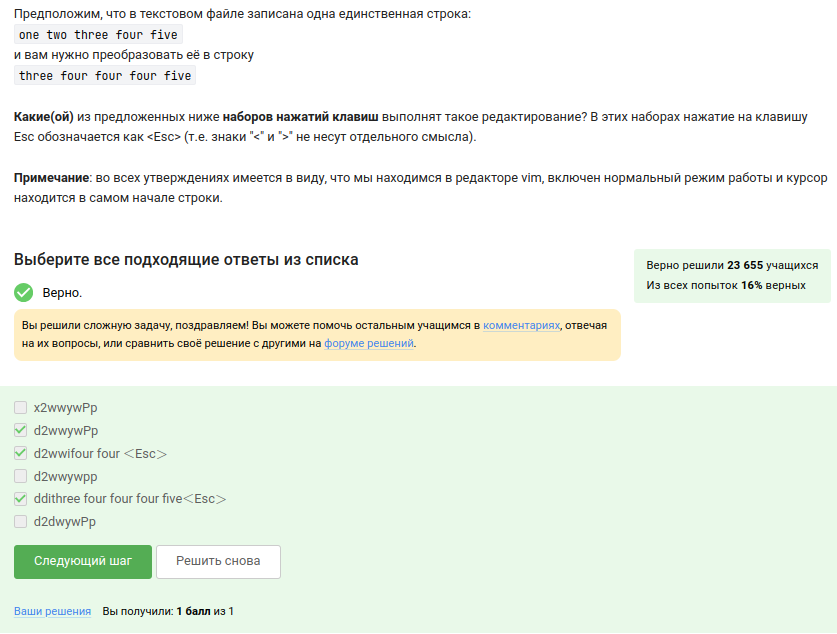 Предположим, что в текстовом файле записана одна единственная строка:
one two three four five
и вам нужно преобразовать её в строку
three four four four five
Какие(ой) из предложенных ниже наборов нажатий клавиш выполнят такое редактирование? В этих наборах нажатие на клавишу
Esc обозначается как <Esc> (т.е. знаки "<" и ">" не несут отдельного смысла).
Примечание: во всех утверждениях имеется в виду, что мы находимся в редакторе vim, включен нормальный режим работы и курсор
находится в самом начале строки.
Выберите все подходящие ответы из списка
Верно решили 23 655 учащихся
Из всех попыток 16% верных
Верно.
Вы решили сложную задачу, поздравляем! Вы можете помочь остальным учащимся в комментариях, отвечая
на их вопросы, или сравнить своё решение с другими на форуме решений.
x2wwywPp
d2wwywPp
d2wwifour four <Esc>
d2wwywpp
ddithree four four four five<Esc>
d2dwywPp
Следующий шаг
Решить снова
Ваши решения Вы получили: 1 балл из 1